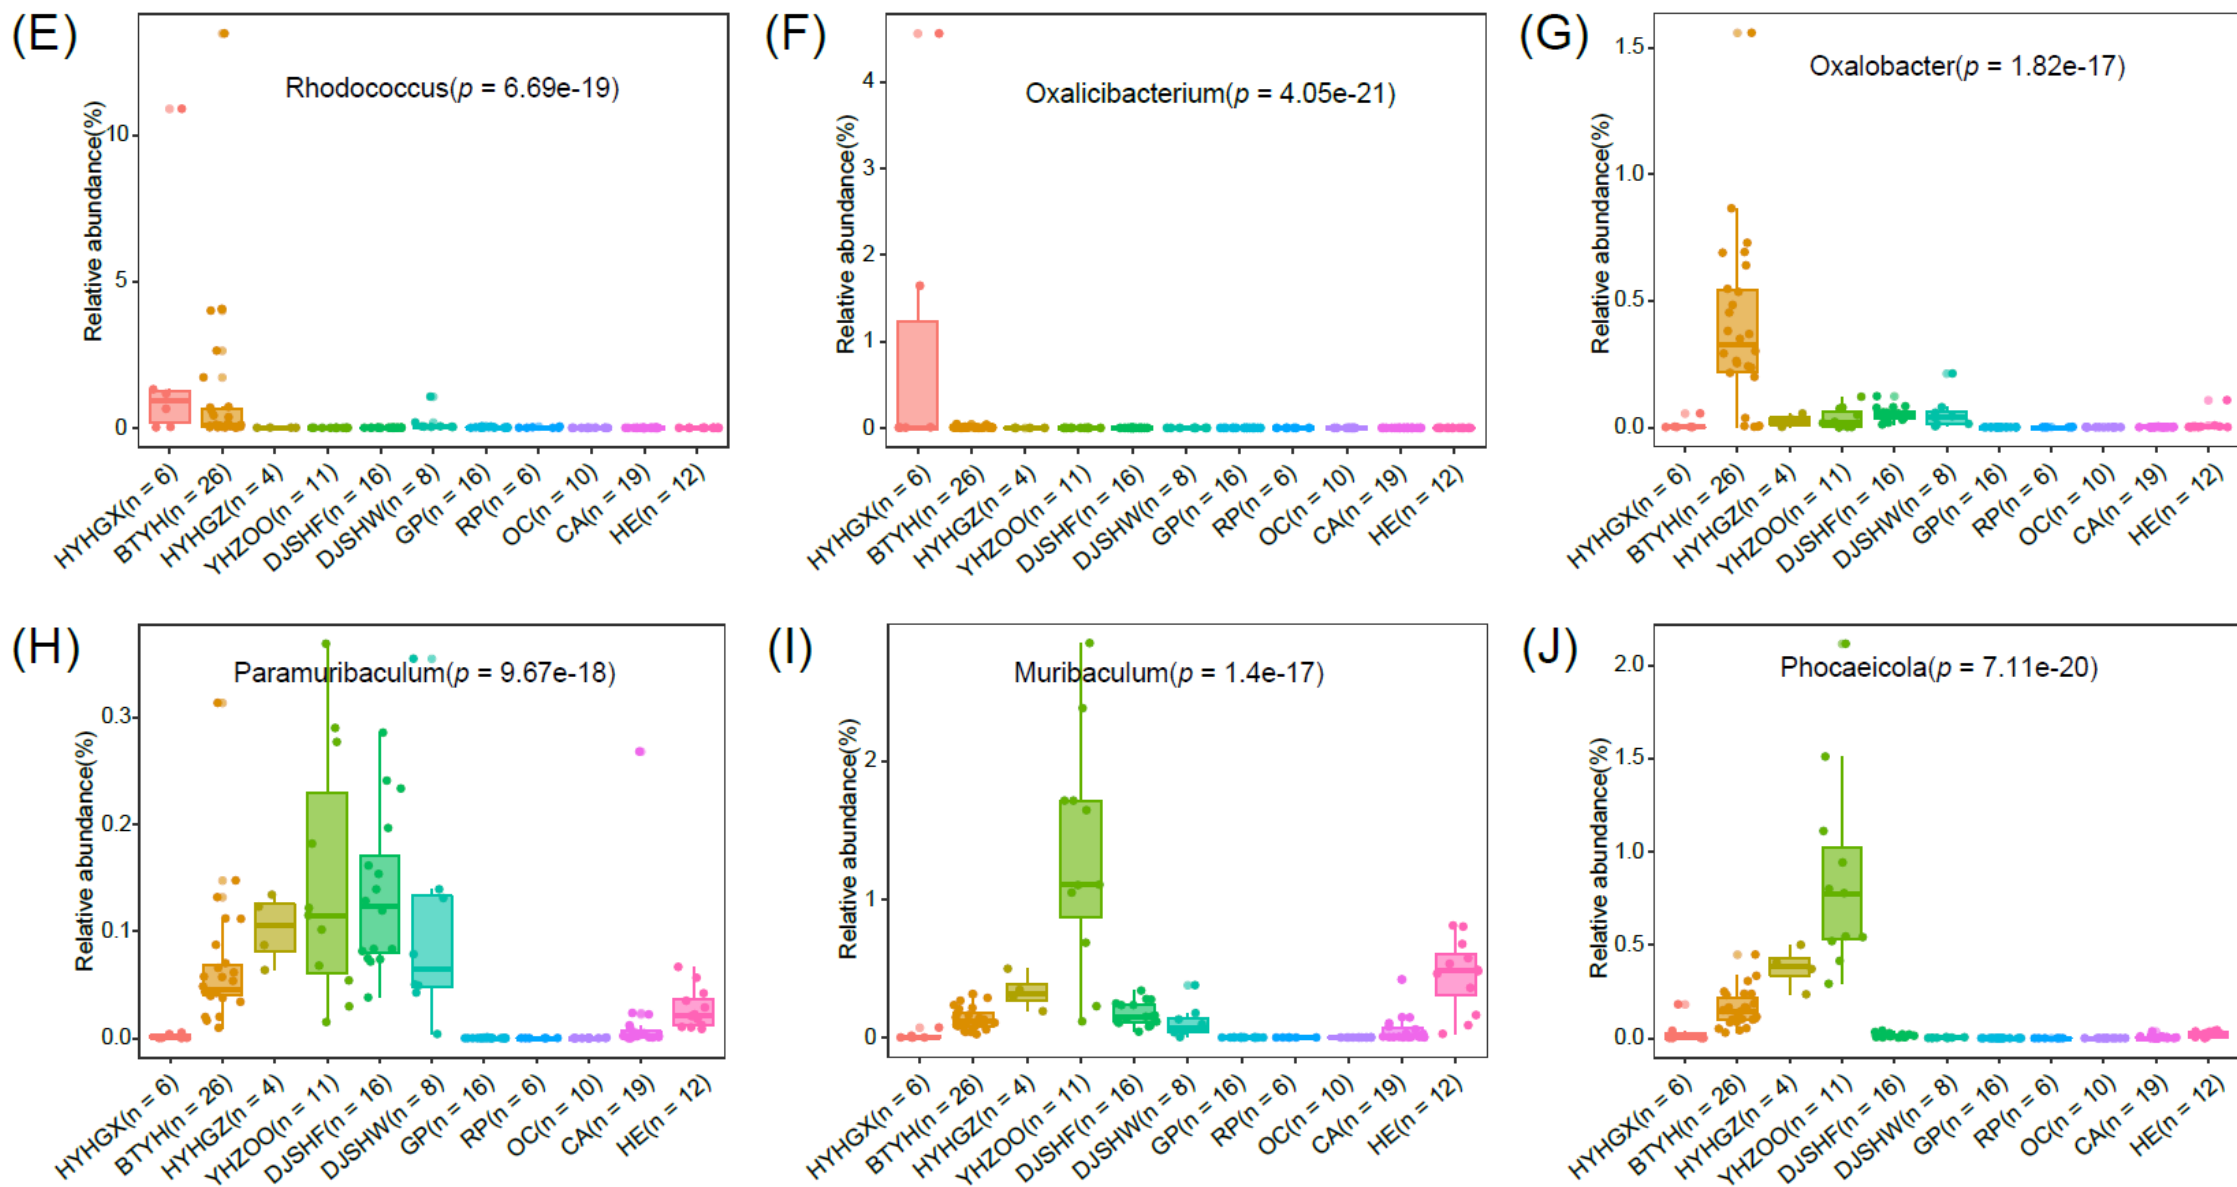 (E)
Rhodococcus(p = 6.69e-19)
Relative abundance(%)
10
5
0
HYHGX(n = 6)
BTYH(n = 26)
HYHGZ(n = 4)
YHZOO(n = 11)
DJSHF(n = 16)
DJSHW(n = 8)
GP(n = 16)
RP(n = 6)
OC(n = 10)
CA(n = 19)
HE(n = 12)
(F)
Oxalicibacterium(p = 4.05e-21)
Relative abundance(%)
4
3
2
1
0
HYHGX(n = 6)
BTYH(n = 26)
HYHGZ(n = 4)
YHZOO(n = 11)
DJSHF(n = 16)
DJSHW(n = 8)
GP(n = 16)
RP(n = 6)
OC(n = 10)
CA(n = 19)
HE(n = 12)
(G)
Oxalobacter(p = 1.82e-17)
Relative abundance(%)
1.5
1.0
0.5
0.0
HYHGX(n = 6)
BTYH(n = 26)
HYHGZ(n = 4)
YHZOO(n = 11)
DJSHF(n = 16)
DJSHW(n = 8)
GP(n = 16)
RP(n = 6)
OC(n = 10)
CA(n = 19)
HE(n = 12)
(H)
Paramuribaculum(p = 9.67e-18)
Relative abundance(%)
0.3
0.2
0.1
0.0
HYHGX(n = 6)
BTYH(n = 26)
HYHGZ(n = 4)
YHZOO(n = 11)
DJSHF(n = 16)
DJSHW(n = 8)
GP(n = 16)
RP(n = 6)
OC(n = 10)
CA(n = 19)
HE(n = 12)
(I)
Muribaculum(p = 1.4e-17)
Relative abundance(%)
2
1
0
HYHGX(n = 6)
BTYH(n = 26)
HYHGZ(n = 4)
YHZOO(n = 11)
DJSHF(n = 16)
DJSHW(n = 8)
GP(n = 16)
RP(n = 6)
OC(n = 10)
CA(n = 19)
HE(n = 12)
(J)
Phocaeicola(p = 7.11e-20)
Relative abundance(%)
2.0
1.5
1.0
0.5
0.0
HYHGX(n = 6)
BTYH(n = 26)
HYHGZ(n = 4)
YHZOO(n = 11)
DJSHF(n = 16)
DJSHW(n = 8)
GP(n = 16)
RP(n = 6)
OC(n = 10)
CA(n = 19)
HE(n = 12)